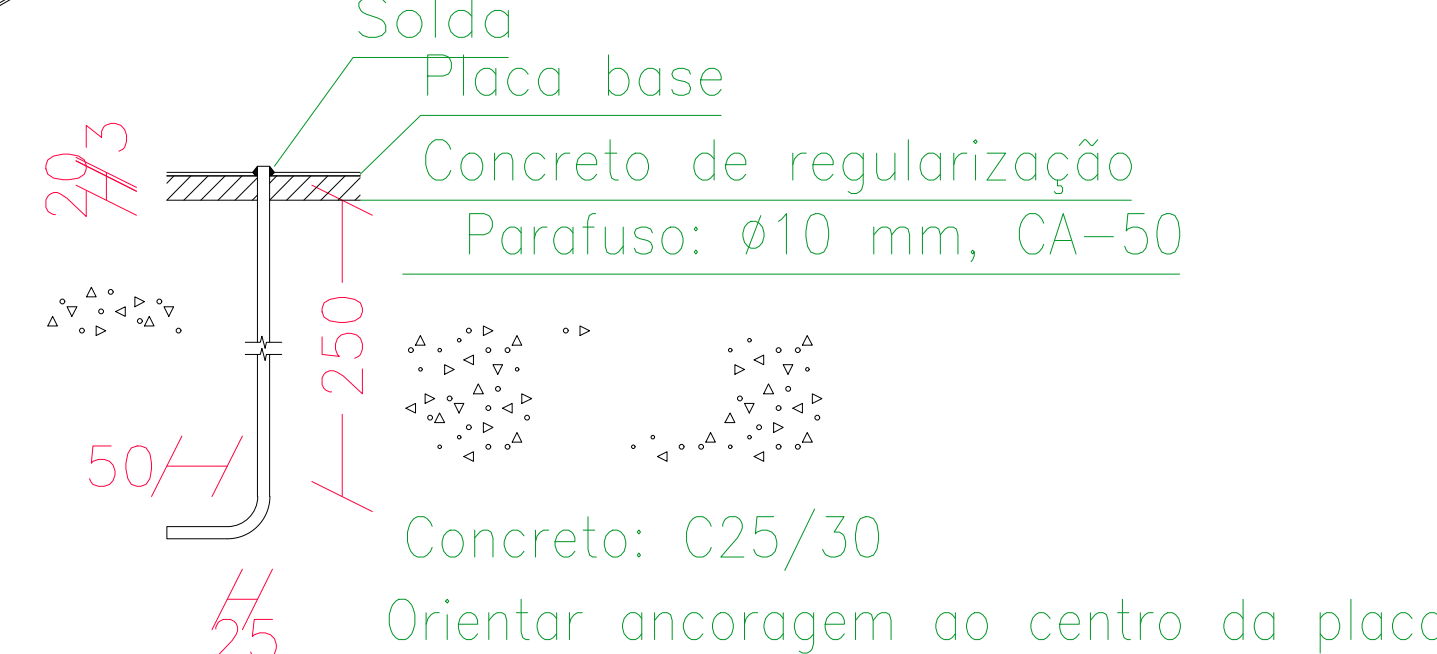 Solda
Placa base
3
20
Concreto de regularização
Parafuso: Ø10 mm, CA-50
250
50
Concreto: C25/30
25
Orientar ancoragem ao centro da placa